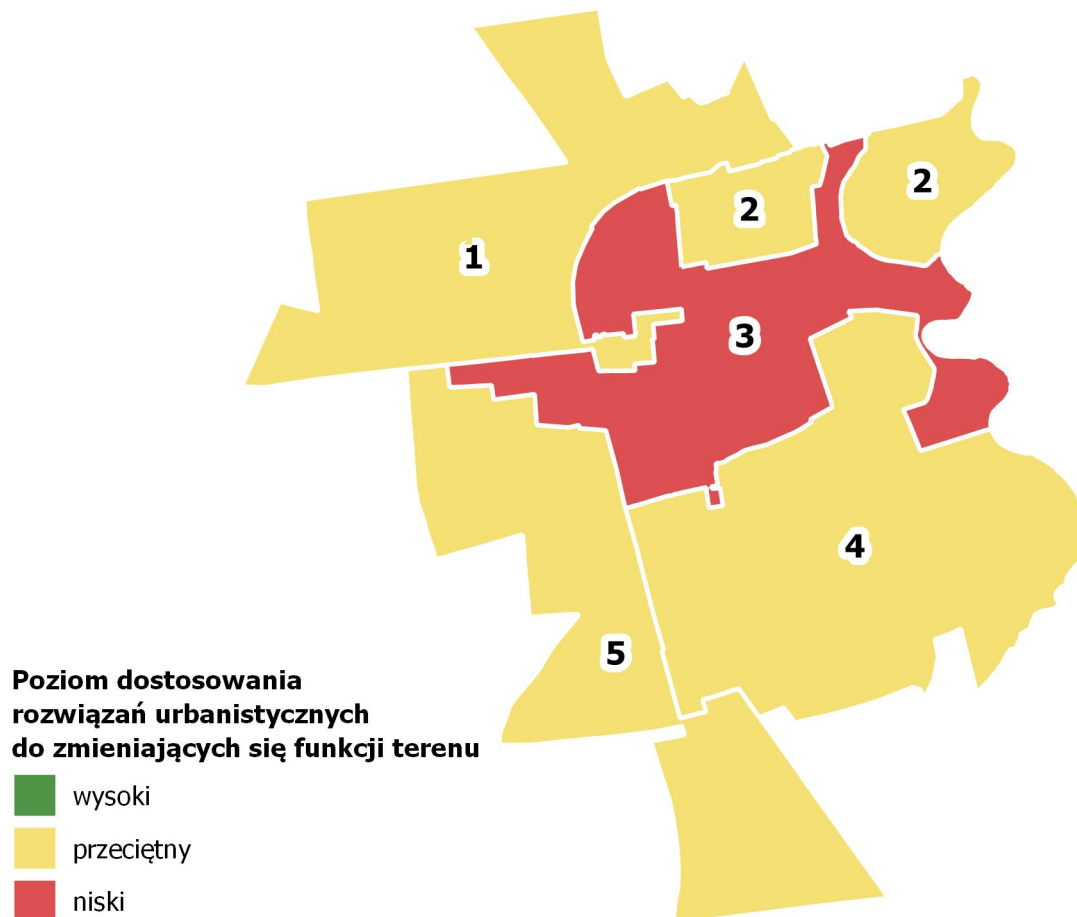 2
2
1
3
4
5
Poziom dostosowania
rozwiązań urbanistycznych
do zmieniających się funkcji terenu
wysoki
przeciętny
niski